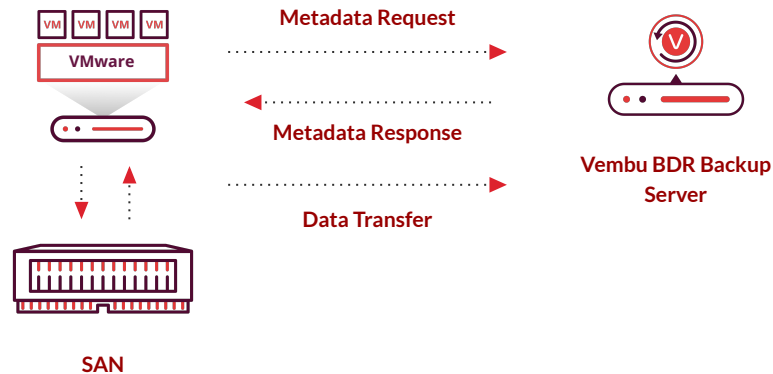 VM VM VM VM
Metadata Request
VMware
V
Metadata Response
Vembu BDR Backup
Server
Data Transfer
SAN